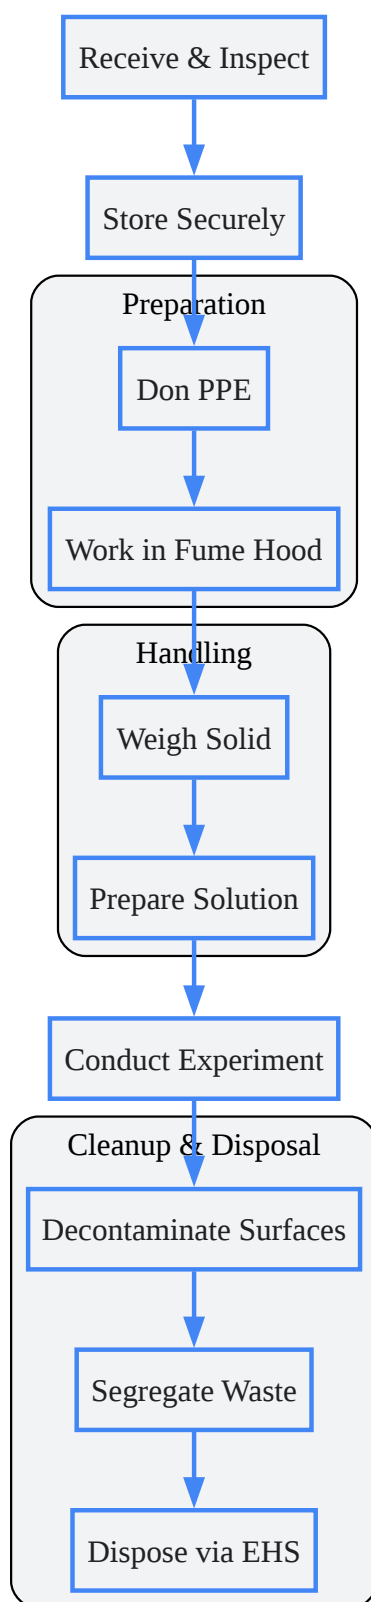 Receive & Inspect
Store Securely
Preparation
Don PPE
Work in Fume Hood
Handling
Weigh Solid
Prepare Solution
Conduct Experiment
Cleanup & Disposal
Decontaminate Surfaces
Segregate Waste
Dispose via EHS